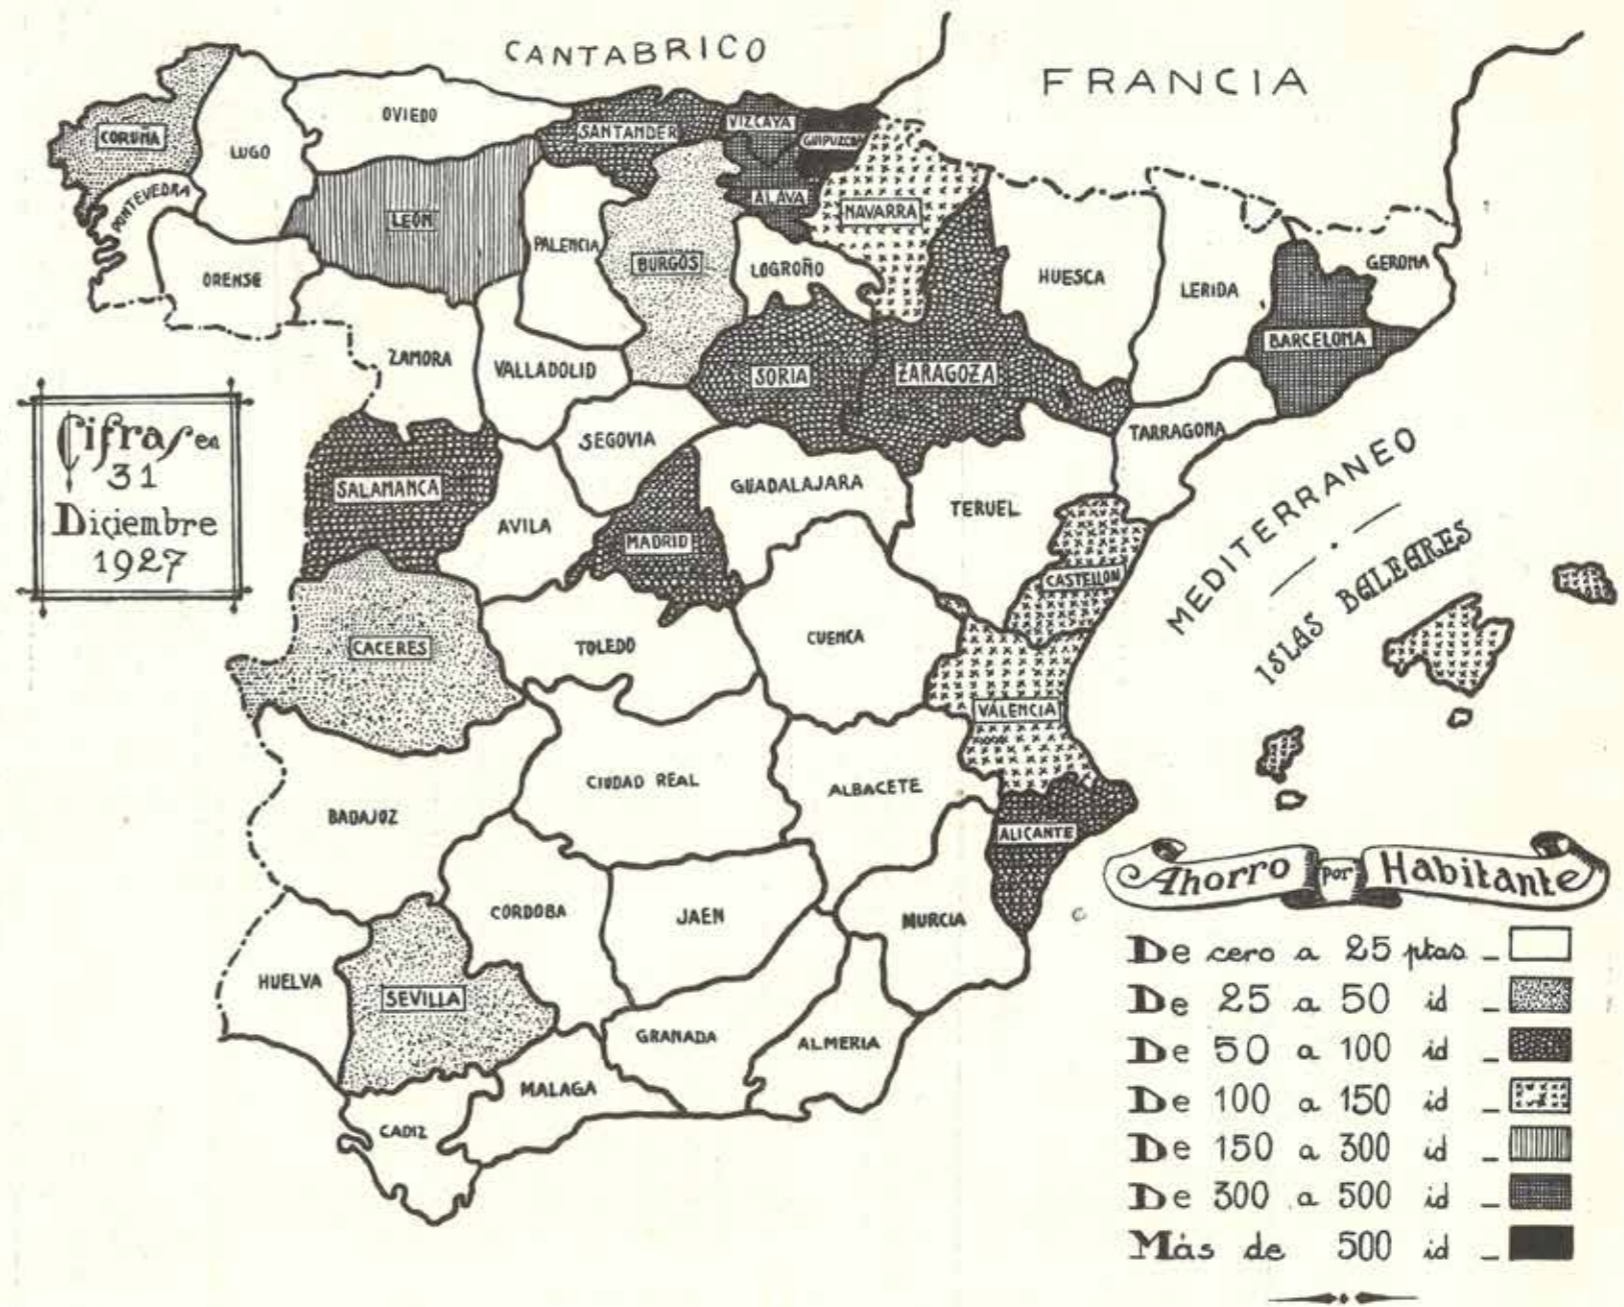 CANTABRICO
FRANCIA
CORUÑA
LUGO
OVIEDO
SANTANDER
VIZCAYA
GUIPUZCOA
PONTEVEDRA
LEÓN
PALENCIA
BURGOS
ALAVA
NAVARRA
ORENSE
LOGROÑO
HUESCA
LERIDA
GERONA
ZAMORA
VALLADOLID
SORIA
ZARAGOZA
BARCELONA
Cifras en
31
Diciembre
1927
SEGOVIA
TARRAGONA
SALAMANCA
AVILA
MADRID
GUADALAJARA
TERUEL
CASTELLON
MEDITERRANEO
ISLAS BALEARES
CACERES
TOLEDO
CUENCA
VALENCIA
BADAJOZ
CIUDAD REAL
ALBACETE
ALICANTE
CORDOBA
JAEN
MURCIA
HUELVA
SEVILLA
GRANADA
ALMERIA
MALAGA
CADIZ
Ahorro por Habitante
De cero a 25 ptas _
De 25 a 50 id _
De 50 a 100 id _
De 100 a 150 id _
De 150 a 300 id _
De 300 a 500 id _
Más de 500 id _